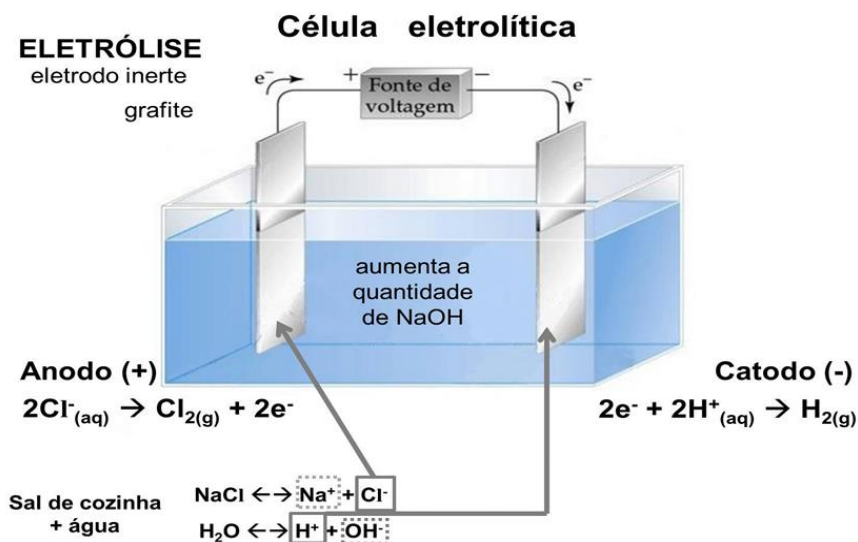 Célula eletrolítica
ELETRÓLISE
eletrodo inerte
grafite
e⁻
+
Fonte de
voltagem
−
e⁻
aumenta a
quantidade
de NaOH
Anodo (+)
2Cl⁻(aq) → Cl₂(g) + 2e⁻
Catodo (-)
2e⁻ + 2H⁺(aq) → H₂(g)
Sal de cozinha
+ água
NaCl ←→ Na⁺ + Cl⁻
H₂O ←→ H⁺ + OH⁻